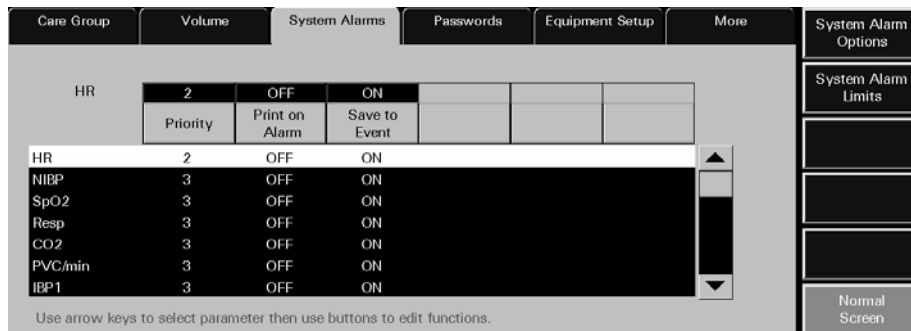 Care Group Volume System Alarms Passwords Equipment Setup More
System Alarm
Options
System Alarm
Limits
HR 2 OFF ON
Priority Print on Alarm Save to Event
HR 2 OFF ON
NIBP 3 OFF ON
SpO2 3 OFF ON
Resp 3 OFF ON
CO2 3 OFF ON
PVC/min 3 OFF ON
IBP1 3 OFF ON
Use arrow keys to select parameter then use buttons to edit functions.
Normal
Screen